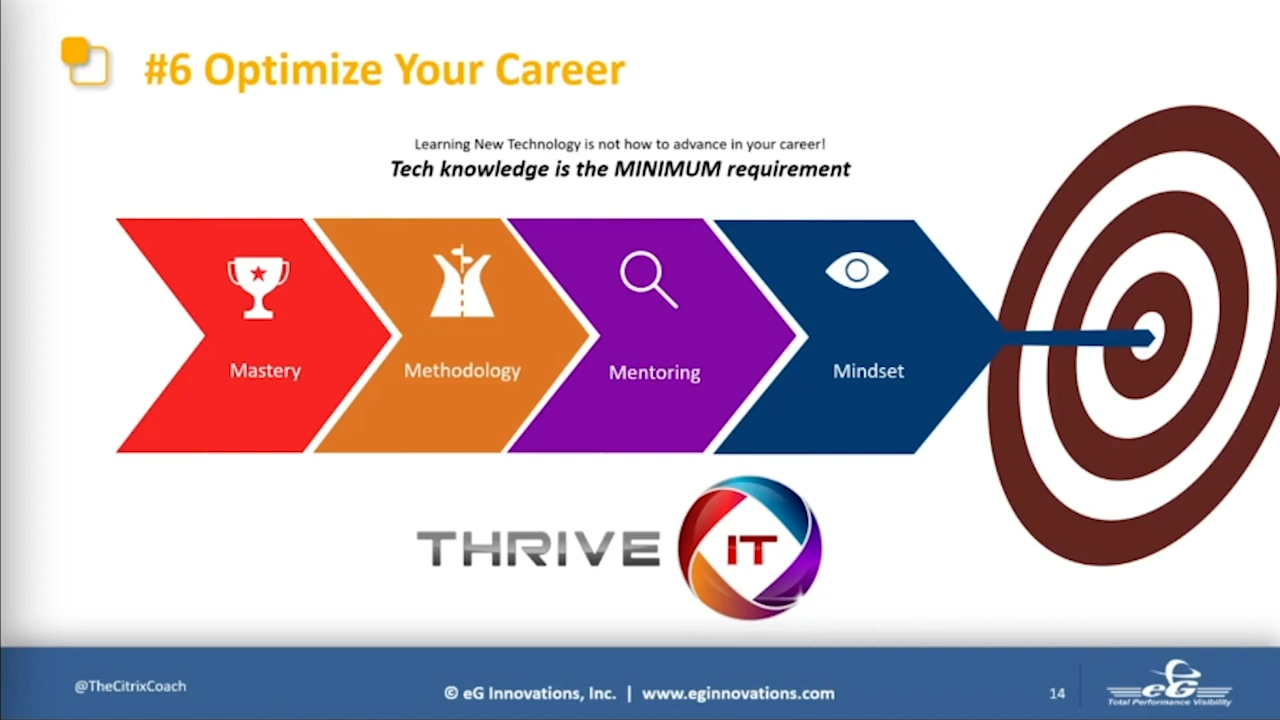 #6 Optimize Your Career
Learning New Technology is not how to advance in your career!
Tech knowledge is the MINIMUM requirement
Mastery
Methodology
Mentoring
Mindset
THRIVE IT
@TheCitrixCoach
© eG Innovations, Inc. | www.eginnovations.com
14
eG
Total Performance Visibility